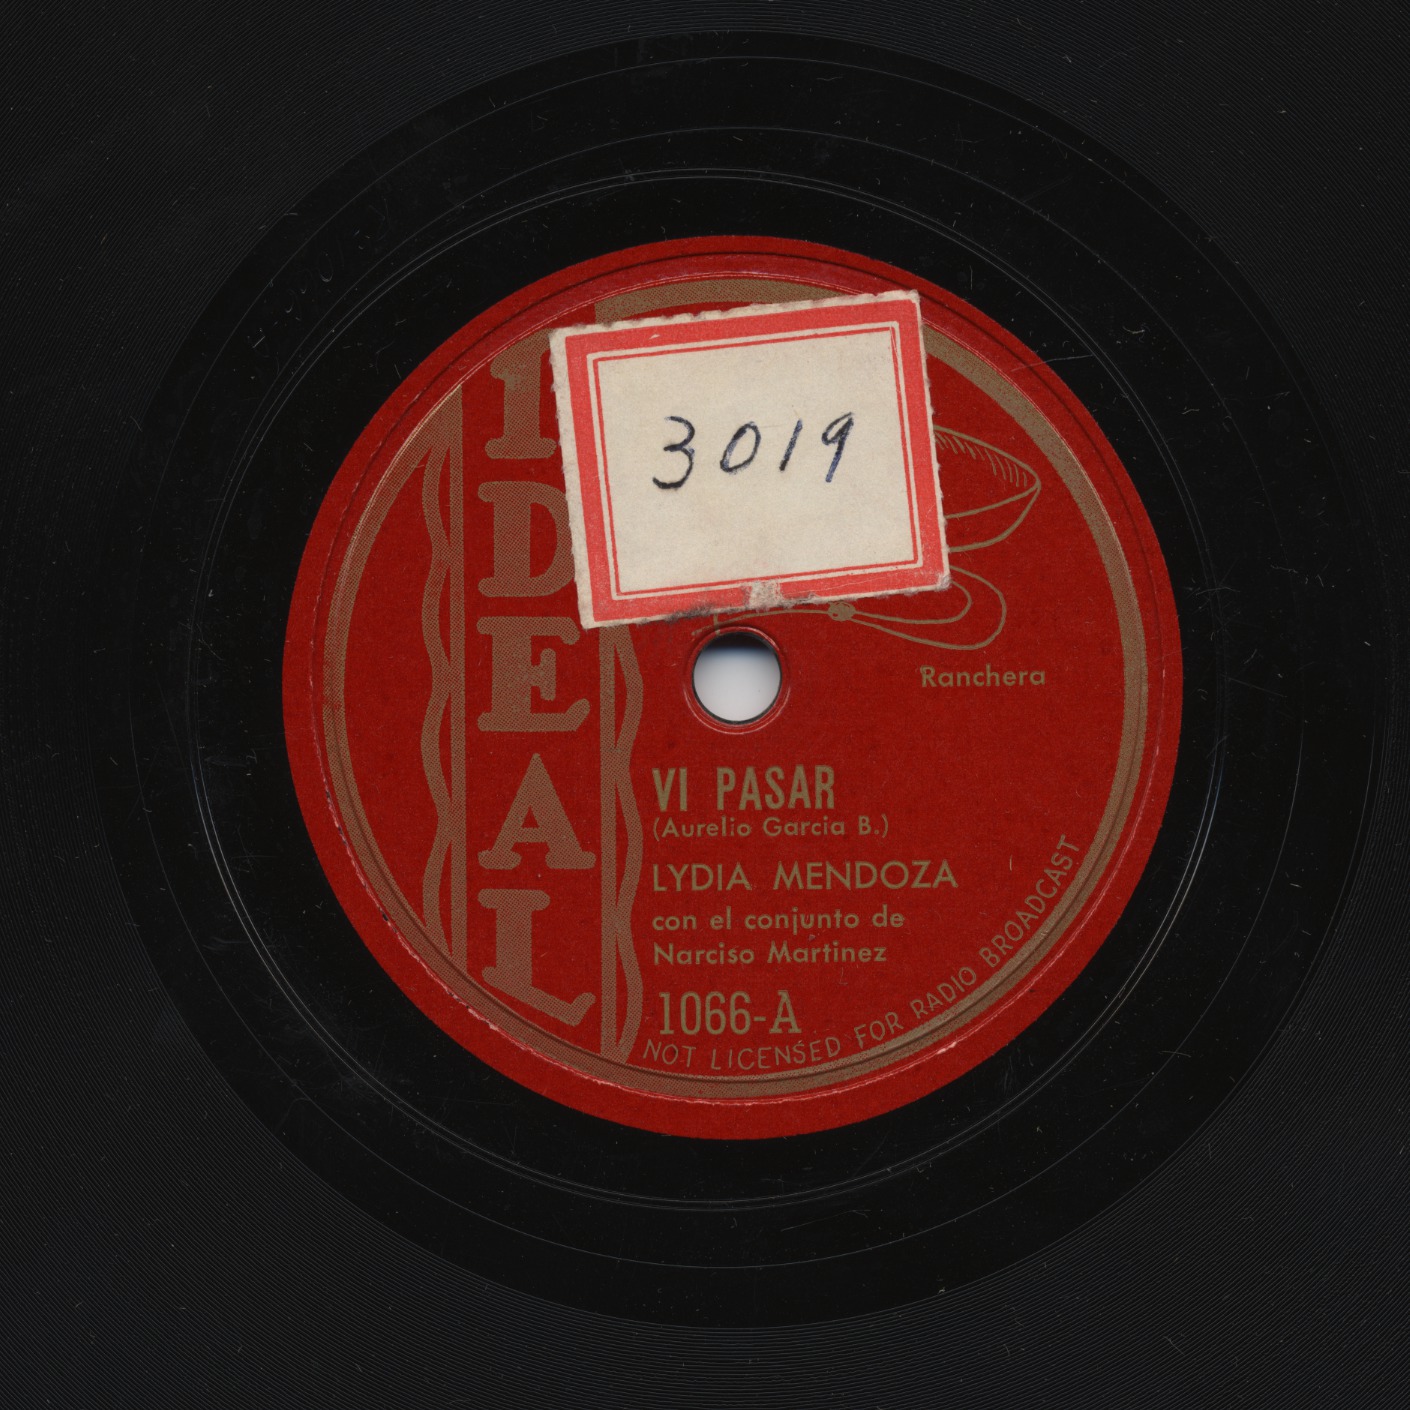 IDEAL
3019
Ranchera
VI PASAR
(Aurelio Garcia B.)
LYDIA MENDOZA
con el conjunto de
Narciso Martinez
1066-A
NOT LICENSED FOR RADIO BROADCAST